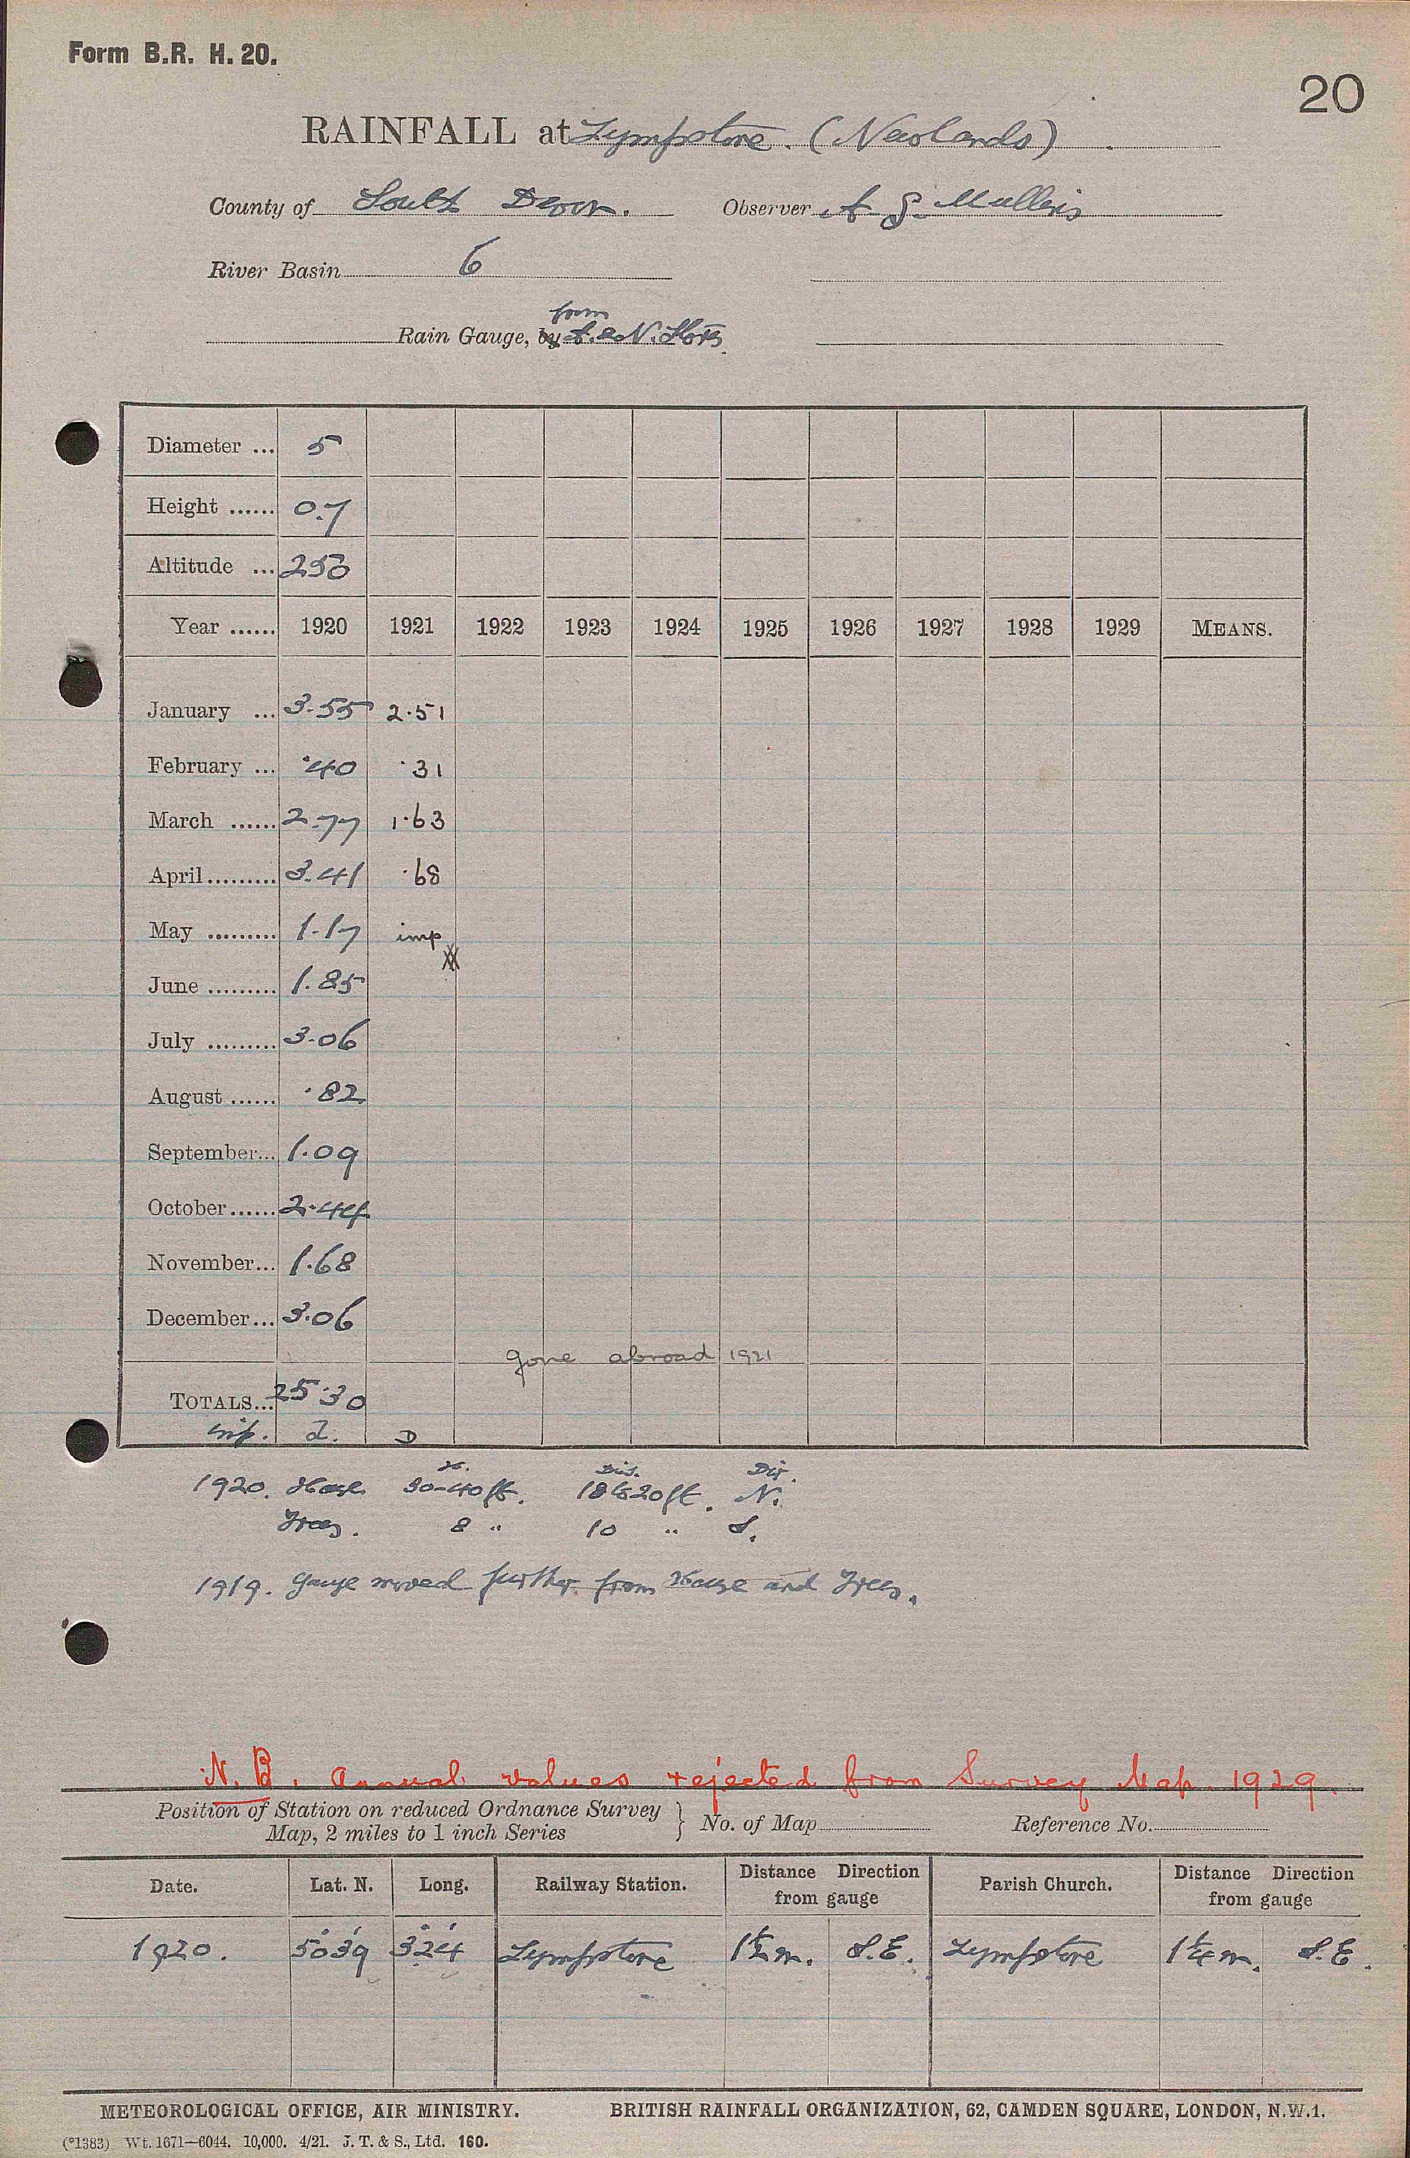 Form B.R. H. 20.
20
RAINFALL at Lympstone. (Newlands)
County of South Devon. Observer A G. Mullins
River Basin 6
from
Rain Gauge, by A. & N. Stores
Diameter ... 5
Height ...... 0.7
Altitude ... 250
Year ...... 1920 1921 1922 1923 1924 1925 1926 1927 1928 1929 MEANS.
January ... 3.55 2.51
February ... .40 .31
March ...... 2.77 1.63
April ......... 3.41 .68
May ......... 1.17 imp
June ......... 1.85
July ......... 3.06
August ...... .82
September... 1.09
October ...... 2.44
November... 1.68
December... 3.06
gone abroad 1921
TOTALS... 25.30
D
Ht. Dis. Dir.
1920. House 30-40 ft. 18 to 20 ft. N.
Trees. 8 " 10 " S.
1919. Gauge moved further from House and Trees.
N.B. Annual values rejected from Survey Map 1929.
Position of Station on reduced Ordnance Survey Map, 2 miles to 1 inch Series } No. of Map Reference No.
Date. Lat. N. Long. Railway Station. Distance Direction from gauge Parish Church. Distance Direction from gauge
1920. 50°39' 3°24' Lympstone 1½ m. S.E. Lympstone 1¼ m. S.E.
METEOROLOGICAL OFFICE, AIR MINISTRY. BRITISH RAINFALL ORGANIZATION, 62, CAMDEN SQUARE, LONDON, N.W.1.
(*1383) Wt. 1671—6044. 10,000. 4/21. J. T. & S., Ltd. 160.